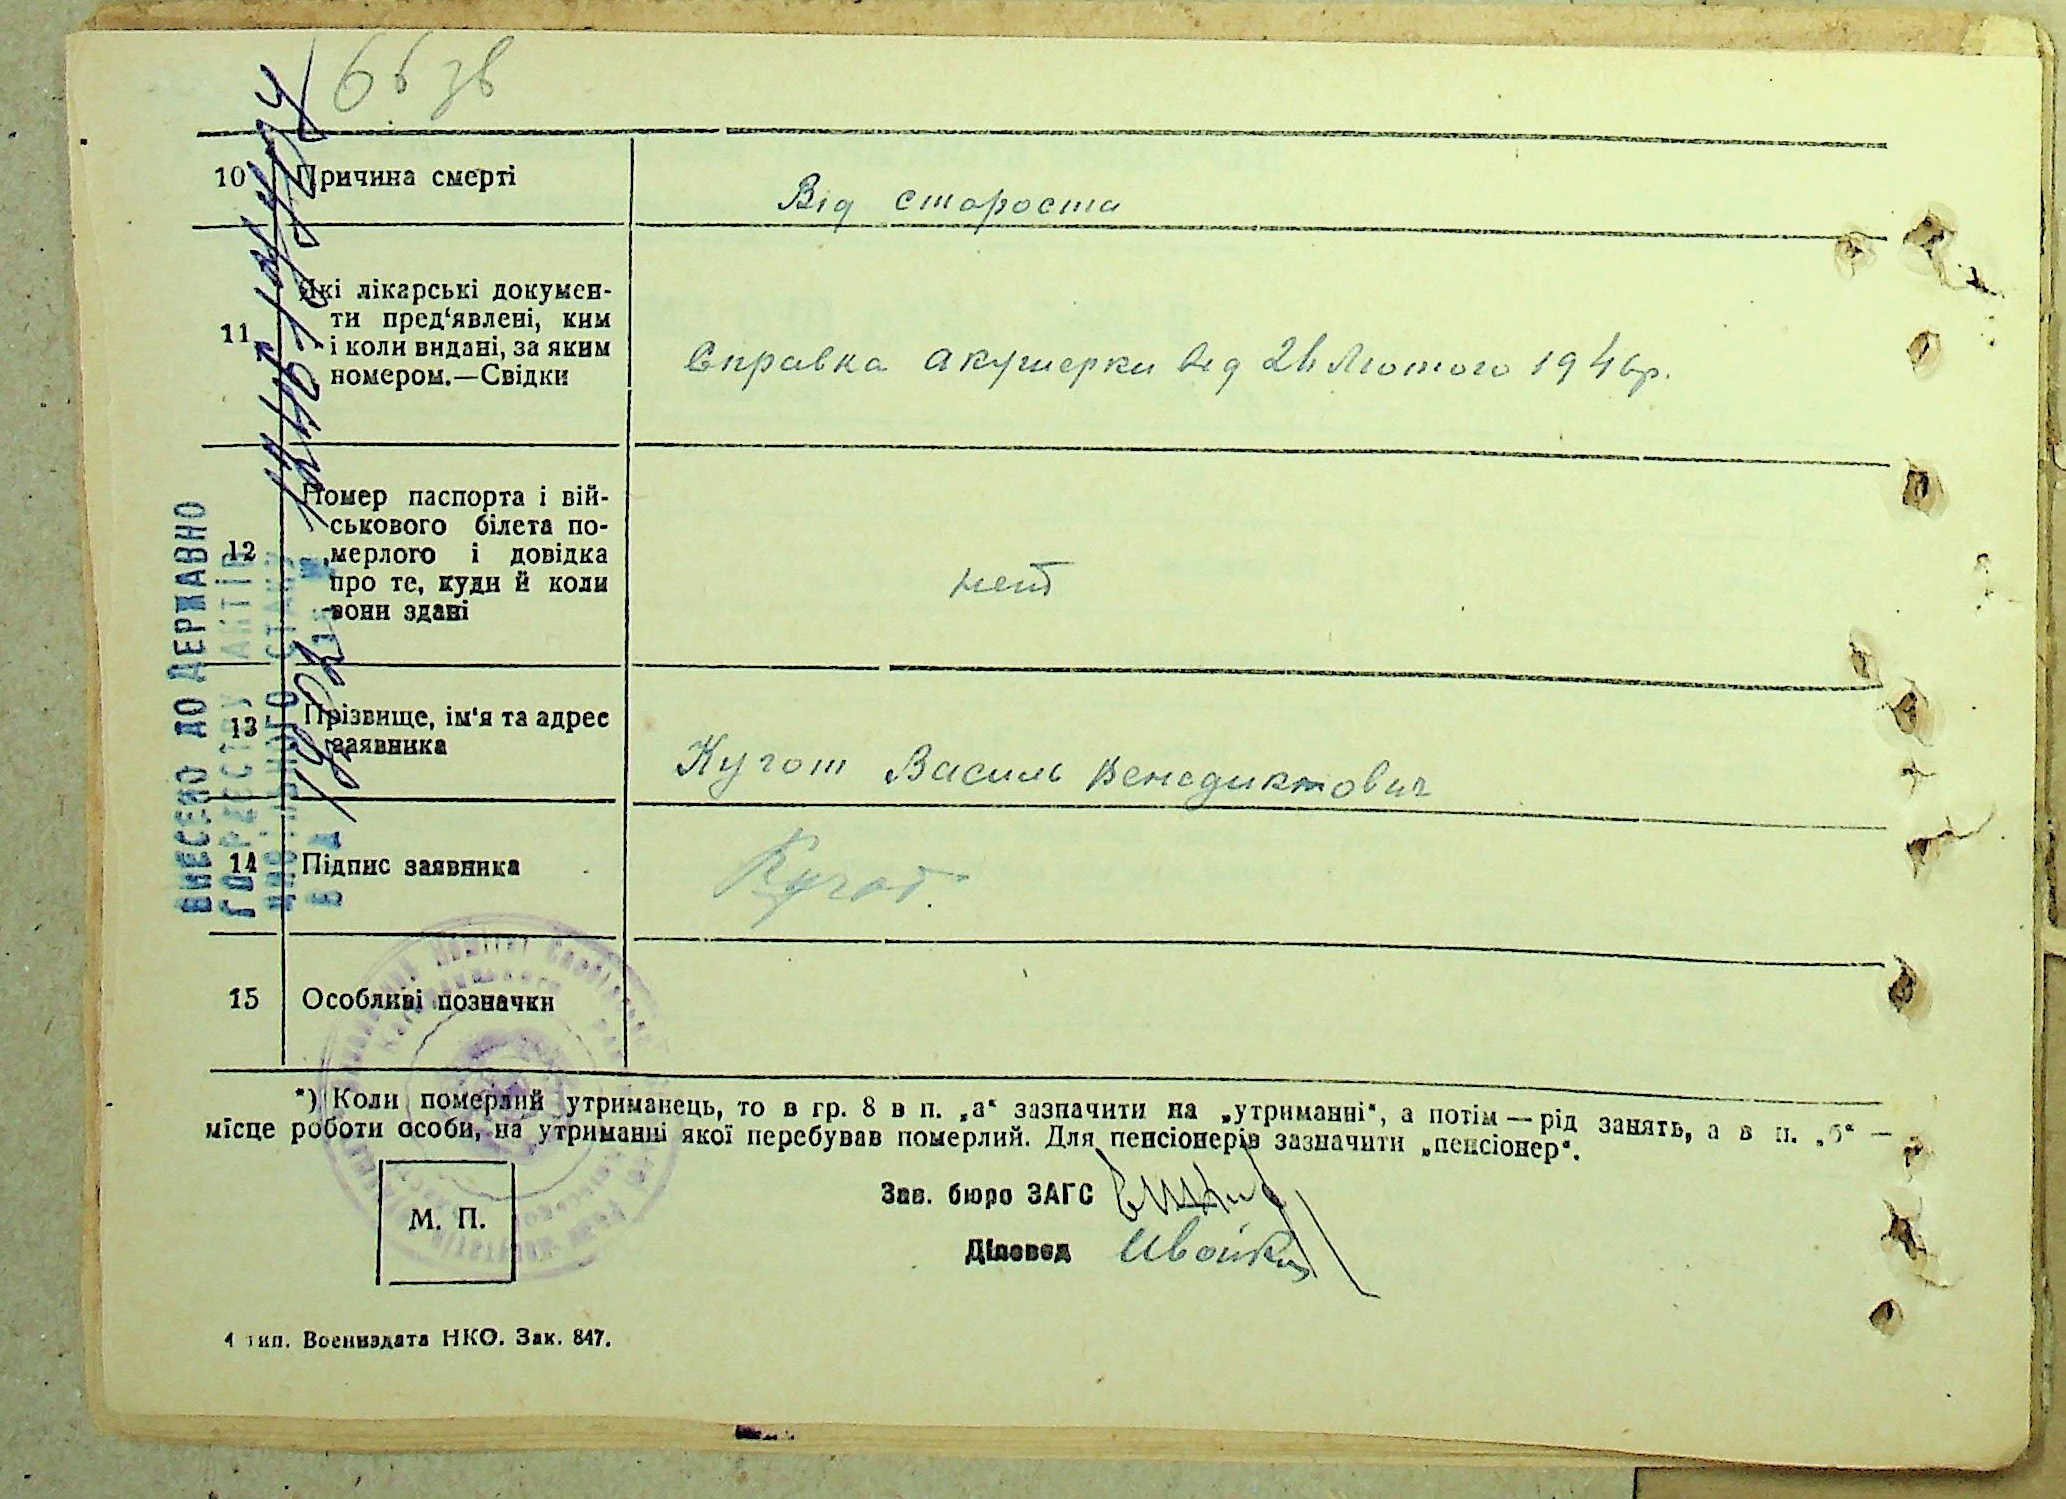 66 зв
10 Причина смерті Від старости
11 Які лікарські докумен-
ти пред'явлені, ким
і коли видані, за яким
номером.—Свідки
Справка акушерки від Лютого 194
12 Номер паспорта і вій-
ськового білета по-
мерлого і довідка
про те, куди й коли
вони здані
нет
13 Прізвище, ім'я та адрес
заявника
Кугот Василь Венедиктович
14 Підпис заявника Кугот
15 Особливі позначки
*) Коли померлий утриманець, то в гр. 8 в п. „а“ зазначити на „утриманні“, а потім — рід занять, а в п. „б“ —
місце роботи особи, на утриманні якої перебував померлий. Для пенсіонерів зазначити „пенсіонер“.
М. П.
Зав. бюро ЗАГС
Діловод
4 тип. Воениздата НКО. Зак. 847.
ВНЕСЕНО ДО ДЕРЖАВНО
ГО РЕЄСТРУ АКТІВ
ЦИВІЛЬНОГО СТАНУ